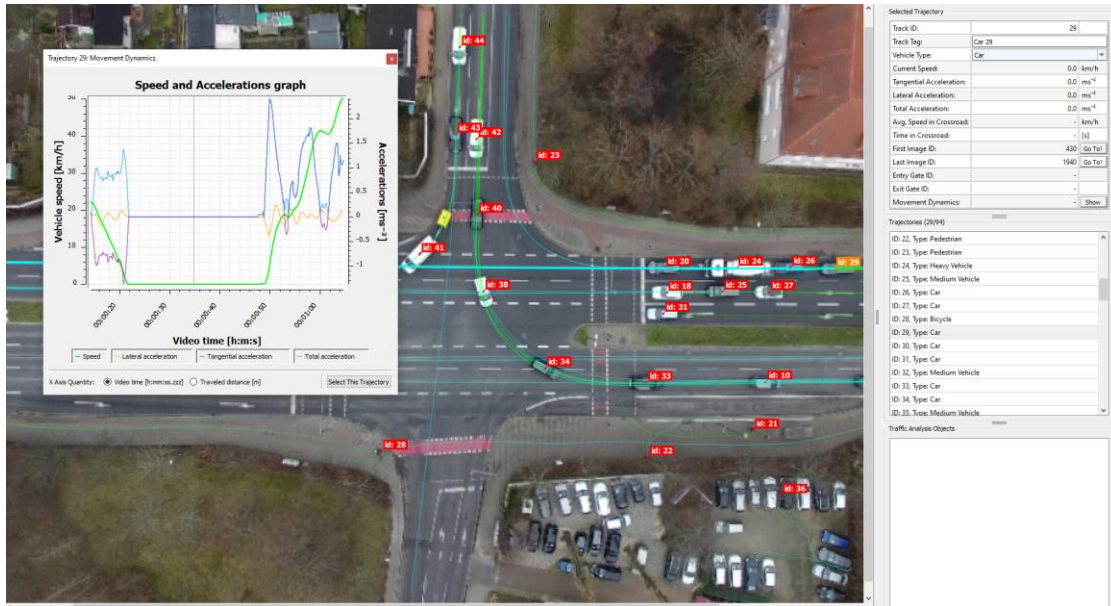 Trajectory 29: Movement Dynamics
x
Speed and Accelerations graph
Vehicle speed [km/h]
50
40
30
20
10
0
Accelerations [ms⁻²]
2
1.5
1
0.5
0
-0.5
-1
00:00:20
00:00:30
00:00:40
00:00:50
00:01:00
Video time [h:m:s]
Speed Lateral acceleration Tangential acceleration Total acceleration
X Axis Quantity: Video time [h:mm:ss.zzz] Traveled distance [m] Select This Trajectory
id: 44
id: 43
id: 42
id: 23
id: 40
id: 41
id: 20
id: 24
id: 26
id: 29
id: 38
id: 18
id: 25
id: 27
id: 31
id: 34
id: 33
id: 10
id: 21
id: 28
id: 22
id: 36
Selected Trajectory
Track ID: 29
Track Tag: Car 29
Vehicle Type: Car
Current Speed: 0.0 km/h
Tangential Acceleration: 0.0 ms⁻²
Lateral Acceleration: 0.0 ms⁻²
Total Acceleration: 0.0 ms⁻²
Avg. Speed in Crossroad: - km/h
Time in Crossroad: - [s]
First Image ID: 430 Go To!
Last Image ID: 1940 Go To!
Entry Gate ID: -
Exit Gate ID: -
Movement Dynamics: - Show
Trajectories (29/94)
ID: 22, Type: Pedestrian
ID: 23, Type: Pedestrian
ID: 24, Type: Heavy Vehicle
ID: 25, Type: Medium Vehicle
ID: 26, Type: Car
ID: 27, Type: Car
ID: 28, Type: Bicycle
ID: 29, Type: Car
ID: 30, Type: Car
ID: 31, Type: Car
ID: 32, Type: Medium Vehicle
ID: 33, Type: Car
ID: 34, Type: Car
ID: 35, Type: Medium Vehicle
Traffic Analysis Objects